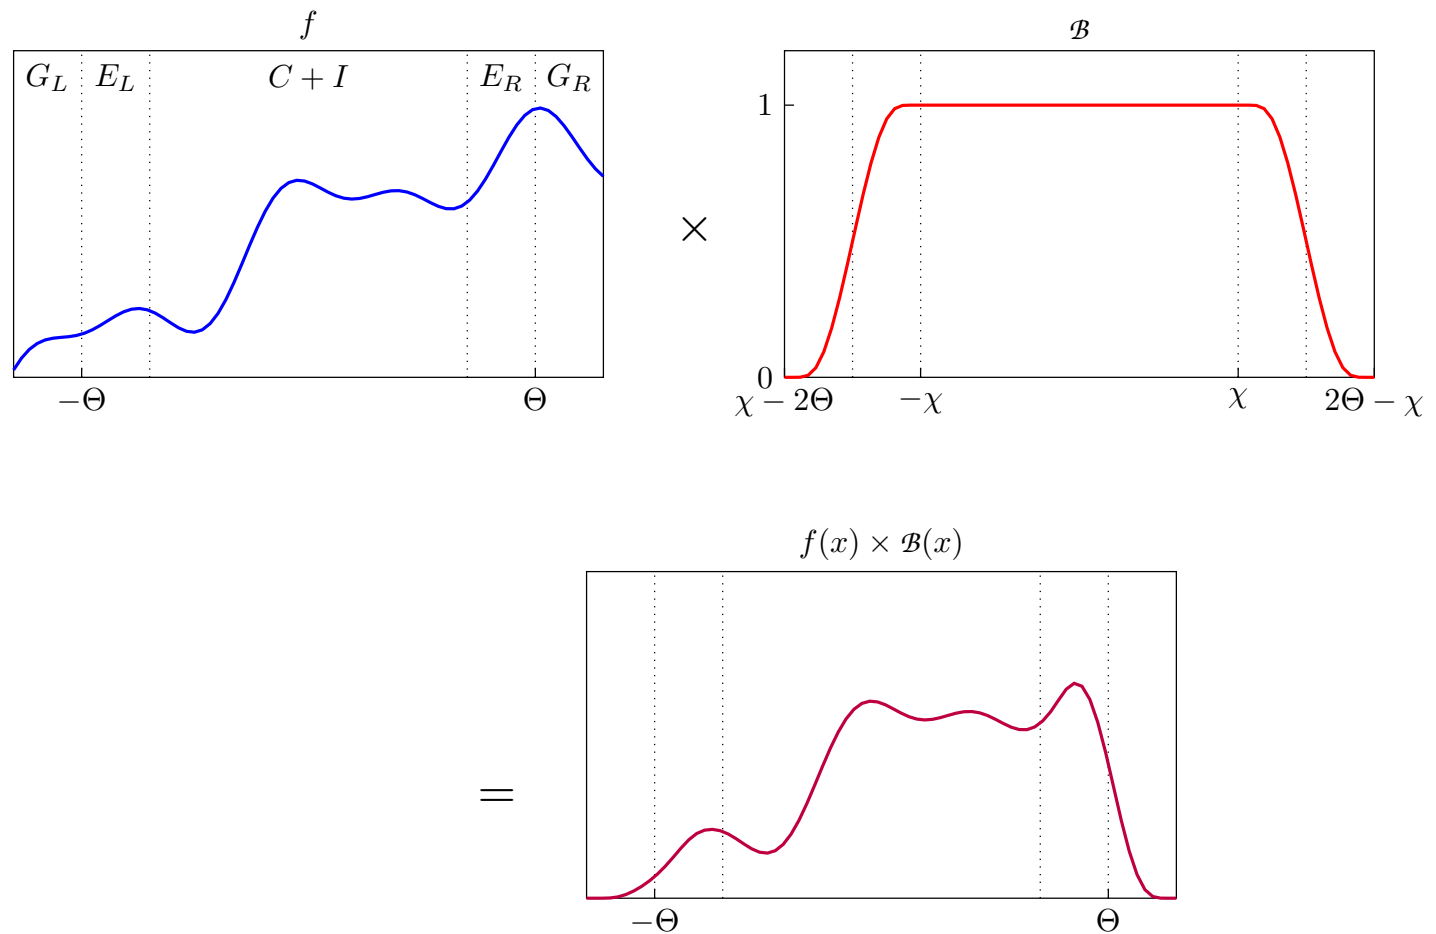 f
G_L E_L C + I E_R G_R
−Θ Θ
×
ℬ
1
0
χ − 2Θ −χ χ 2Θ − χ
f(x) × ℬ(x)
=
−Θ Θ